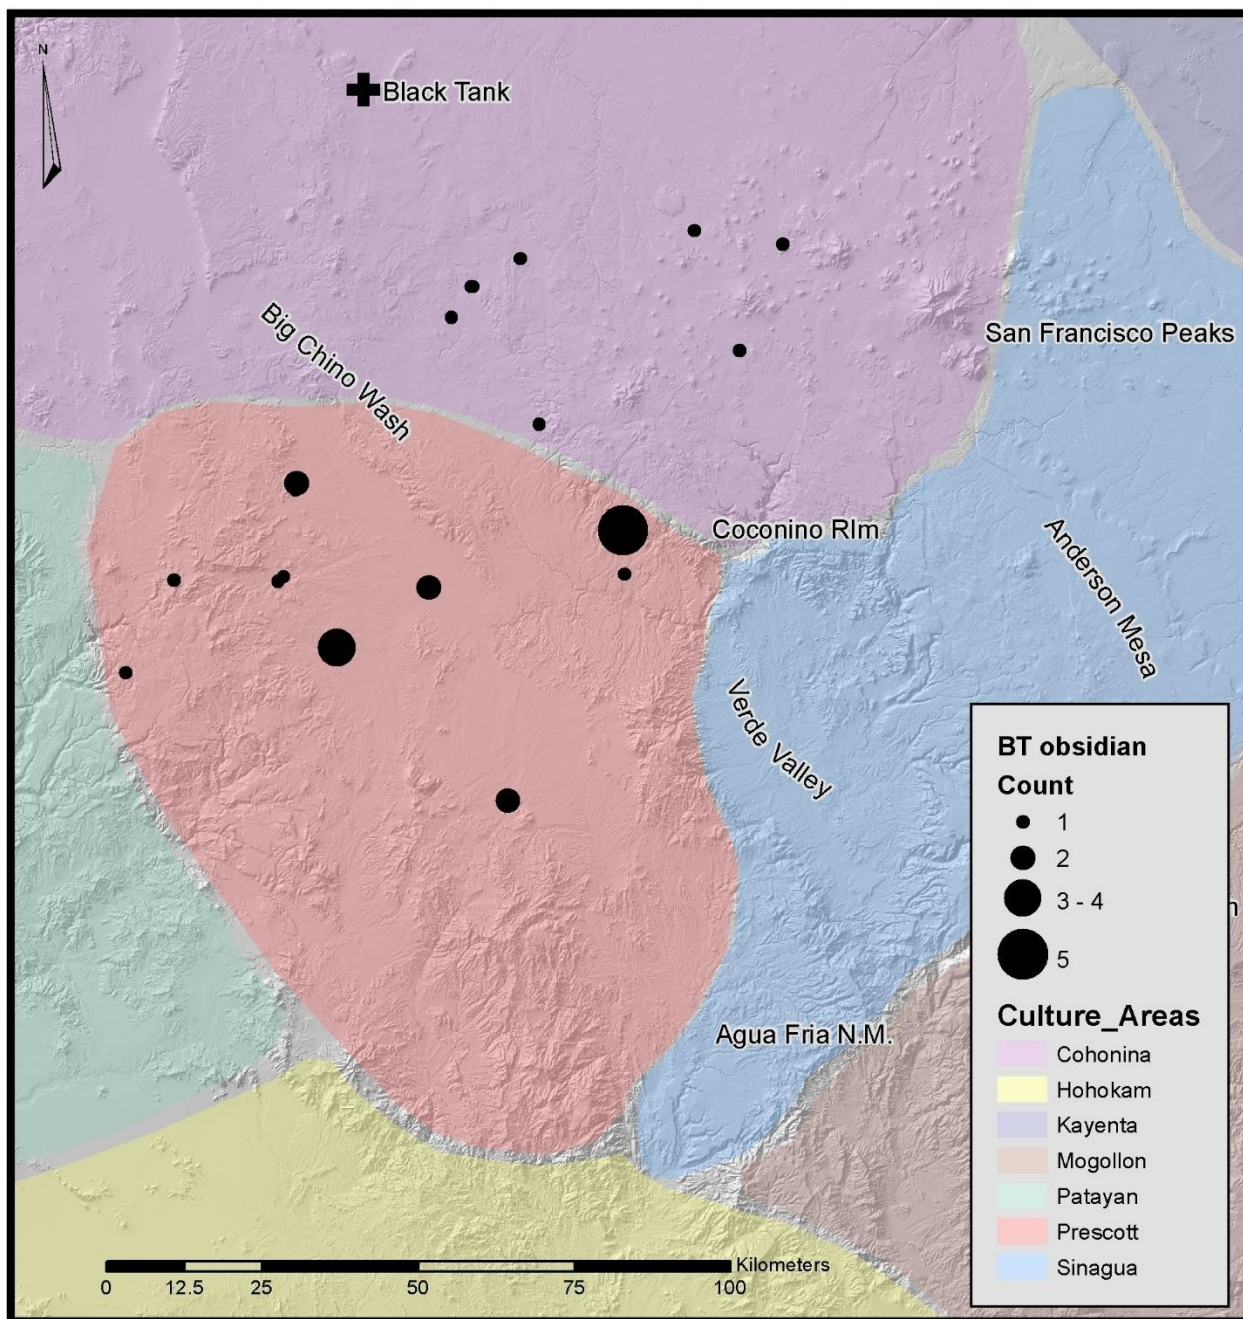 N
Black Tank
Big Chino Wash
San Francisco Peaks
Coconino RIm
Anderson Mesa
Verde Valley
Agua Fria N.M.
BT obsidian
Count
1
2
3 - 4
5
n
Culture_Areas
Cohonina
Hohokam
Kayenta
Mogollon
Patayan
Prescott
Sinagua
Kilometers
0 12.5 25 50 75 100